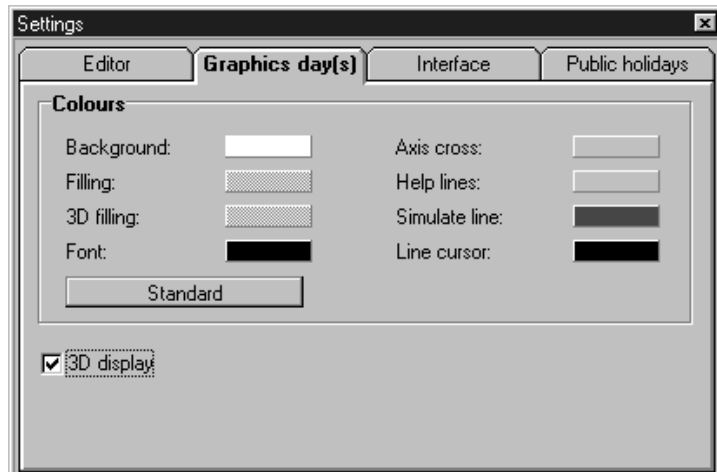 Settings
Editor Graphics day(s) Interface Public holidays
Colours
Background: Axis cross:
Filling: Help lines:
3D filling: Simulate line:
Font: Line cursor:
Standard
3D display